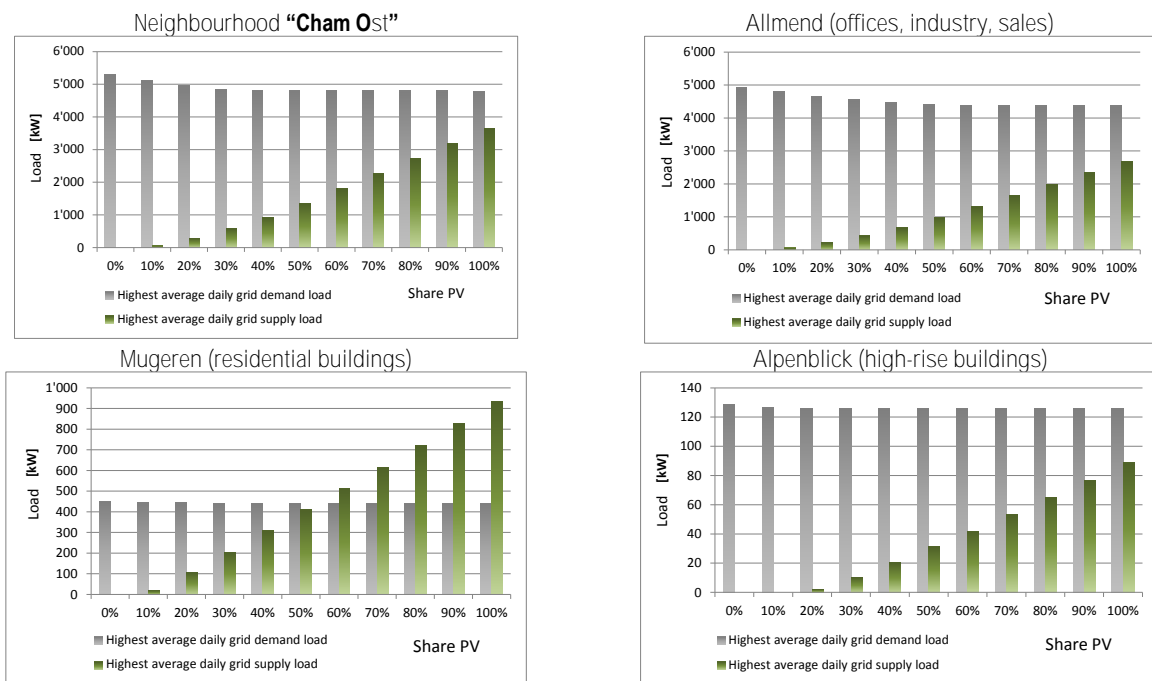 Neighbourhood "Cham Ost"
6'000
5'000
4'000
3'000
2'000
1'000
0
Load [kW]
0% 10% 20% 30% 40% 50% 60% 70% 80% 90% 100%
Highest average daily grid demand load
Share PV
Highest average daily grid supply load
Allmend (offices, industry, sales)
6'000
5'000
4'000
3'000
2'000
1'000
0
Load [kW]
0% 10% 20% 30% 40% 50% 60% 70% 80% 90% 100%
Highest average daily grid demand load
Share PV
Highest average daily grid supply load
Mugeren (residential buildings)
1'000
900
800
700
600
500
400
300
200
100
0
Load [kW]
0% 10% 20% 30% 40% 50% 60% 70% 80% 90% 100%
Highest average daily grid demand load
Share PV
Highest average daily grid supply load
Alpenblick (high-rise buildings)
140
120
100
80
60
40
20
0
Load [kW]
0% 10% 20% 30% 40% 50% 60% 70% 80% 90% 100%
Highest average daily grid demand load
Share PV
Highest average daily grid supply load